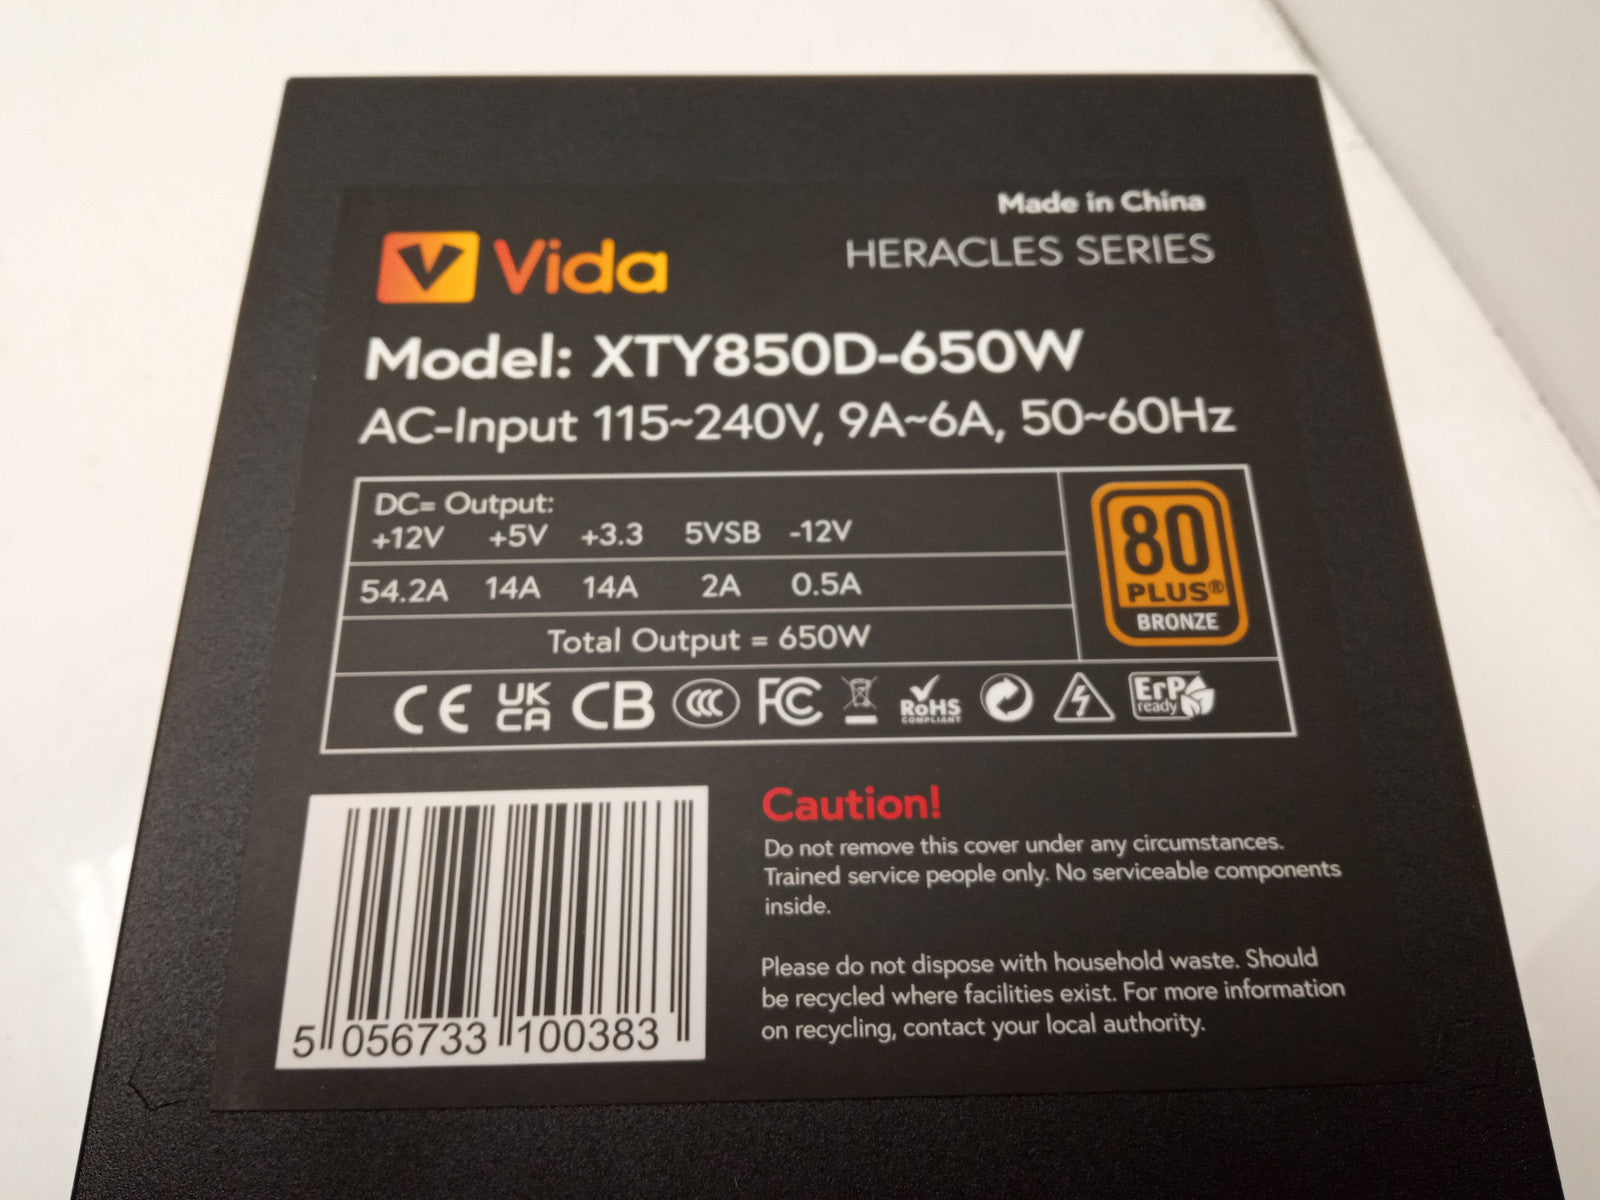 Made in China
Vida
HERACLES SERIES
Model: XTY850D-650W
AC-Input 115~240V, 9A~6A, 50~60Hz
DC= Output:
+12V +5V +3.3 5VSB -12V
54.2A 14A 14A 2A 0.5A
Total Output = 650W
80
PLUS®
BRONZE
CE UK CA CB CCC FC RoHS COMPLIANT ErP ready
Caution!
Do not remove this cover under any circumstances.
Trained service people only. No serviceable components
inside.
Please do not dispose with household waste. Should
be recycled where facilities exist. For more information
on recycling, contact your local authority.
5 056733 100383